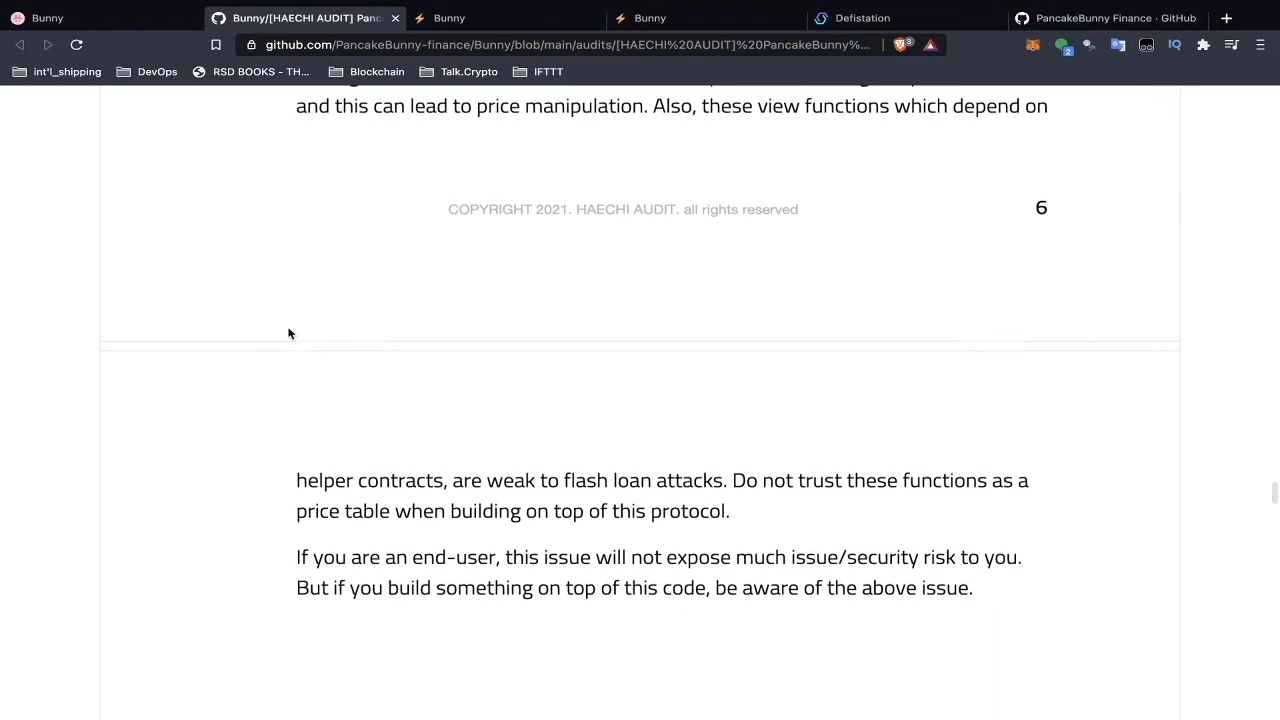 Bunny
Bunny/[HAECHI AUDIT] Panc
Bunny
Bunny
Defistation
PancakeBunny Finance · GitHub
github.com/PancakeBunny-finance/Bunny/blob/main/audits/[HAECHI%20AUDIT]%20PancakeBunny%...
3
2
IQ
int'l_shipping
DevOps
RSD BOOKS - TH...
Blockchain
Talk.Crypto
IFTTT
and this can lead to price manipulation. Also, these view functions which depend on
COPYRIGHT 2021. HAECHI AUDIT. all rights reserved
6
helper contracts, are weak to flash loan attacks. Do not trust these functions as a
price table when building on top of this protocol.
If you are an end-user, this issue will not expose much issue/security risk to you.
But if you build something on top of this code, be aware of the above issue.